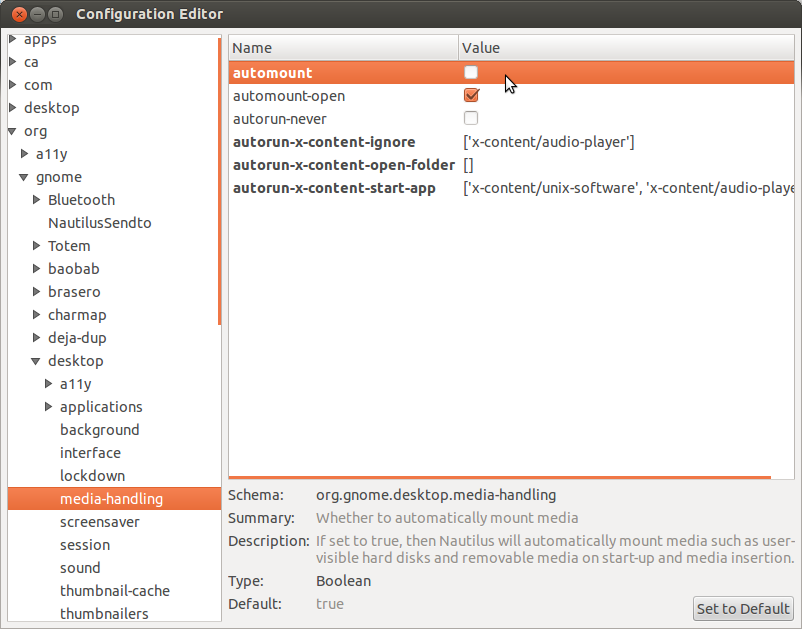 Configuration Editor
apps
ca
com
desktop
org
a11y
gnome
Bluetooth
NautilusSendto
Totem
baobab
brasero
charmap
deja-dup
desktop
a11y
applications
background
interface
lockdown
media-handling
screensaver
session
sound
thumbnail-cache
thumbnailers
Name Value
automount
automount-open
autorun-never
autorun-x-content-ignore ['x-content/audio-player']
autorun-x-content-open-folder []
autorun-x-content-start-app ['x-content/unix-software', 'x-content/audio-playe
Schema: org.gnome.desktop.media-handling
Summary: Whether to automatically mount media
Description: If set to true, then Nautilus will automatically mount media such as user-
visible hard disks and removable media on start-up and media insertion.
Type: Boolean
Default: true
Set to Default